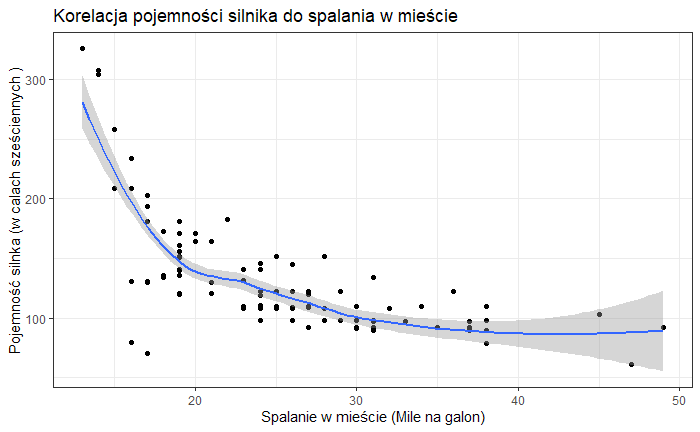 Korelacja pojemności silnika do spalania w mieście
Pojemność silnika (w calach sześciennych )
300
200
100
20
30
40
50
Spalanie w mieście (Mile na galon)